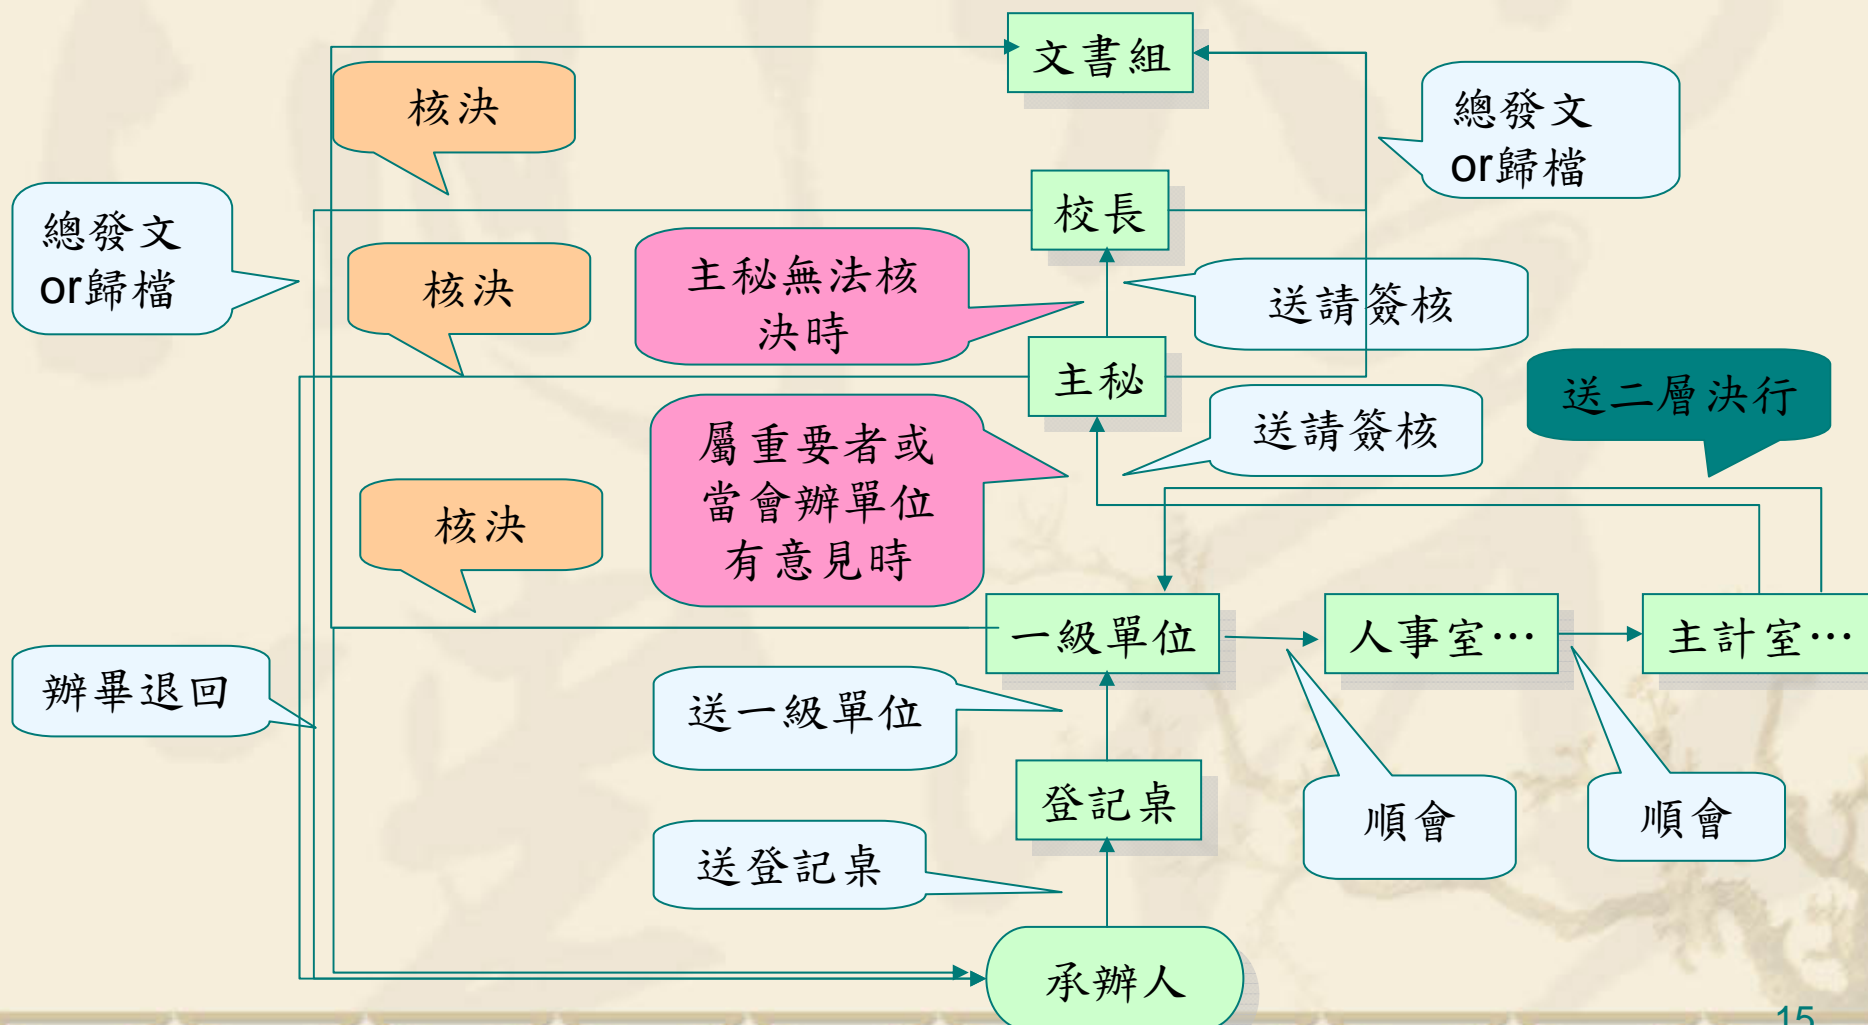 文書組
核決
總發文
or歸檔
校長
總發文
or歸檔
核決
主秘無法核
決時
送請簽核
主秘
送二層決行
屬重要者或
當會辦單位
有意見時
送請簽核
核決
一級單位
人事室…
主計室…
辦畢退回
送一級單位
登記桌
順會
順會
送登記桌
承辦人
15